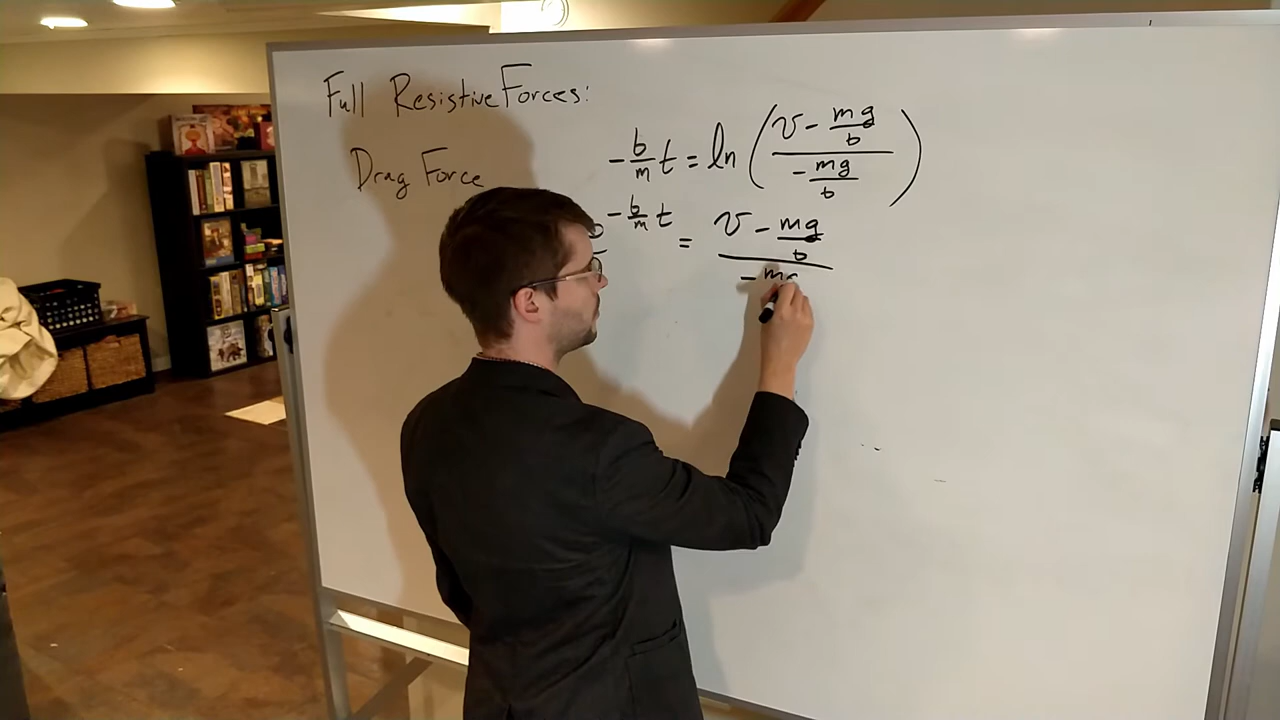 Full Resistive Forces:
Drag Force
-b/m t = ln((v - mg/b)/(-mg/b))
e^(-b/m t) = (v - mg/b)/(-mg